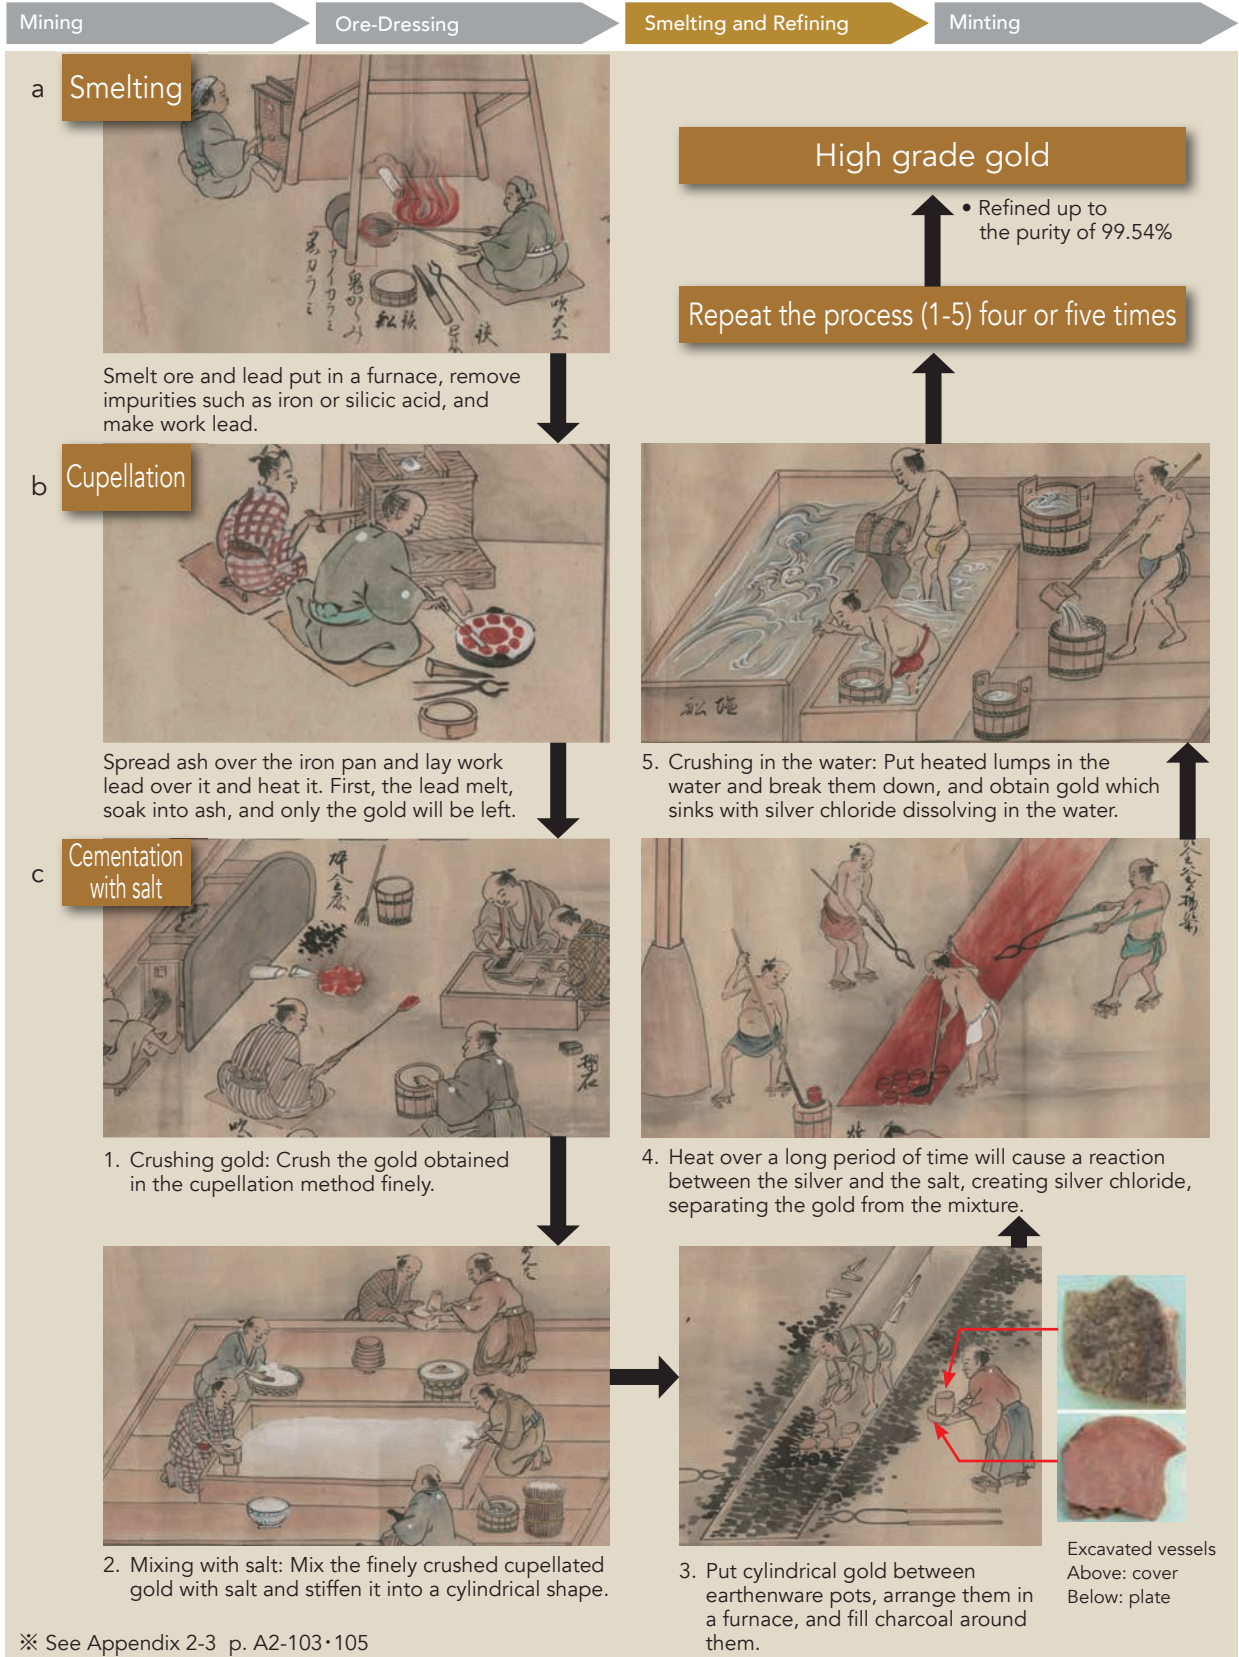 Mining
Ore-Dressing
Smelting and Refining
Minting
a
Smelting
Smelt ore and lead put in a furnace, remove
impurities such as iron or silicic acid, and
make work lead.
b
Cupellation
Spread ash over the iron pan and lay work
lead over it and heat it. First, the lead melt,
soak into ash, and only the gold will be left.
c
Cementation
with salt
1. Crushing gold: Crush the gold obtained
in the cupellation method finely.
2. Mixing with salt: Mix the finely crushed cupellated
gold with salt and stiffen it into a cylindrical shape.
3. Put cylindrical gold between
earthenware pots, arrange them in
a furnace, and fill charcoal around
them.
Excavated vessels
Above: cover
Below: plate
4. Heat over a long period of time will cause a reaction
between the silver and the salt, creating silver chloride,
separating the gold from the mixture.
5. Crushing in the water: Put heated lumps in the
water and break them down, and obtain gold which
sinks with silver chloride dissolving in the water.
Repeat the process (1-5) four or five times
• Refined up to
the purity of 99.54%
High grade gold
※ See Appendix 2-3 p. A2-103･105